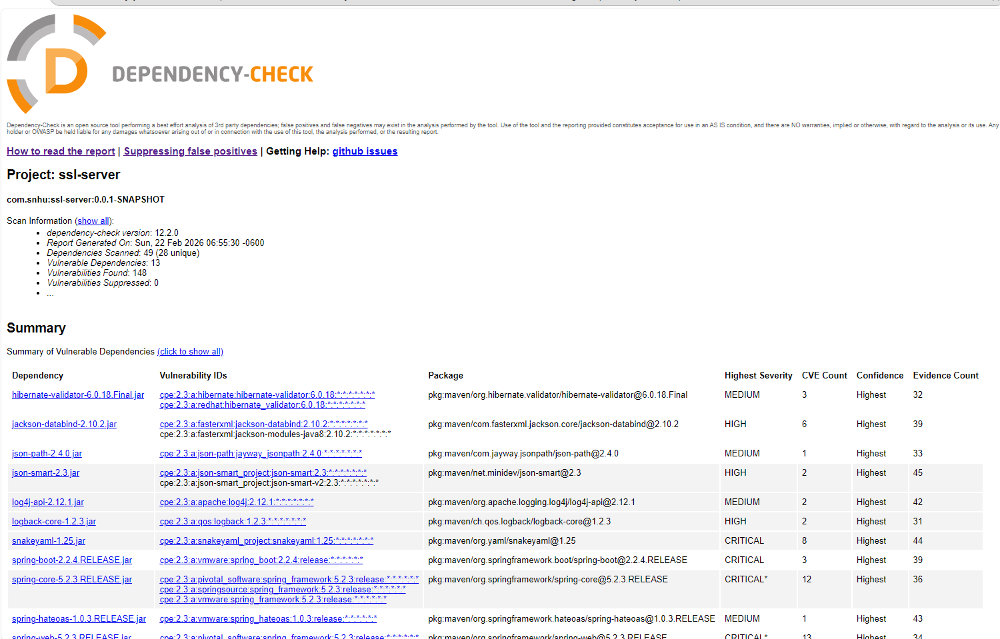 DEPENDENCY-CHECK
Dependency-Check is an open source tool performing a best effort analysis of 3rd party dependencies; false positives and false negatives may exist in the analysis performed by the tool. Use of the tool and the reporting provided constitutes acceptance for use in an AS IS condition, and there are NO warranties, implied or otherwise, with regard to the analysis or its use. Any
holder or OWASP be held liable for any damages whatsoever arising out of or in connection with the use of this tool, the analysis performed, or the resulting report.
How to read the report | Suppressing false positives | Getting Help: github issues
Project: ssl-server
com.snhu:ssl-server:0.0.1-SNAPSHOT
Scan Information (show all):
• dependency-check version: 12.2.0
• Report Generated On: Sun, 22 Feb 2026 06:55:30 -0600
• Dependencies Scanned: 49 (28 unique)
• Vulnerable Dependencies: 13
• Vulnerabilities Found: 148
• Vulnerabilities Suppressed: 0
• ...
Summary
Summary of Vulnerable Dependencies (click to show all)
Dependency Vulnerability IDs Package Highest Severity CVE Count Confidence Evidence Count
hibernate-validator-6.0.18.Final.jar cpe:2.3:a:hibernate:hibernate-validator:6.0.18:*:*:*:*:*:*:* pkg:maven/org.hibernate.validator/hibernate-validator@6.0.18.Final MEDIUM 3 Highest 32
cpe:2.3:a:redhat:hibernate_validator:6.0.18:*:*:*:*:*:*:*
jackson-databind-2.10.2.jar cpe:2.3:a:fasterxml:jackson-databind:2.10.2:*:*:*:*:*:*:* pkg:maven/com.fasterxml.jackson.core/jackson-databind@2.10.2 HIGH 6 Highest 39
cpe:2.3:a:fasterxml:jackson-modules-java8:2.10.2:*:*:*:*:*:*:*
json-path-2.4.0.jar cpe:2.3:a:json-path:jayway_jsonpath:2.4.0:*:*:*:*:*:*:* pkg:maven/com.jayway.jsonpath/json-path@2.4.0 MEDIUM 1 Highest 33
json-smart-2.3.jar cpe:2.3:a:json-smart_project:json-smart:2.3:*:*:*:*:*:*:* pkg:maven/net.minidev/json-smart@2.3 HIGH 2 Highest 45
cpe:2.3:a:json-smart_project:json-smart-v2:2.3:*:*:*:*:*:*:*
log4j-api-2.12.1.jar cpe:2.3:a:apache:log4j:2.12.1:*:*:*:*:*:*:* pkg:maven/org.apache.logging.log4j/log4j-api@2.12.1 MEDIUM 2 Highest 42
logback-core-1.2.3.jar cpe:2.3:a:qos:logback:1.2.3:*:*:*:*:*:*:* pkg:maven/ch.qos.logback/logback-core@1.2.3 HIGH 2 Highest 31
snakeyaml-1.25.jar cpe:2.3:a:snakeyaml_project:snakeyaml:1.25:*:*:*:*:*:*:* pkg:maven/org.yaml/snakeyaml@1.25 CRITICAL 8 Highest 44
spring-boot-2.2.4.RELEASE.jar cpe:2.3:a:vmware:spring_boot:2.2.4:release:*:*:*:*:*:* pkg:maven/org.springframework.boot/spring-boot@2.2.4.RELEASE CRITICAL 3 Highest 39
spring-core-5.2.3.RELEASE.jar cpe:2.3:a:pivotal_software:spring_framework:5.2.3:release:*:*:*:*:*:* pkg:maven/org.springframework/spring-core@5.2.3.RELEASE CRITICAL* 12 Highest 36
cpe:2.3:a:springsource:spring_framework:5.2.3:release:*:*:*:*:*:*
cpe:2.3:a:vmware:spring_framework:5.2.3:release:*:*:*:*:*:*
spring-hateoas-1.0.3.RELEASE.jar cpe:2.3:a:vmware:spring_hateoas:1.0.3:release:*:*:*:*:*:* pkg:maven/org.springframework.hateoas/spring-hateoas@1.0.3.RELEASE MEDIUM 1 Highest 43
spring-web-5.2.3.RELEASE.jar cpe:2.3:a:pivotal_software:spring_framework:5.2.3:release:*:*:*:*:*:* pkg:maven/org.springframework/spring-web@5.2.3.RELEASE CRITICAL* 13 Highest 34